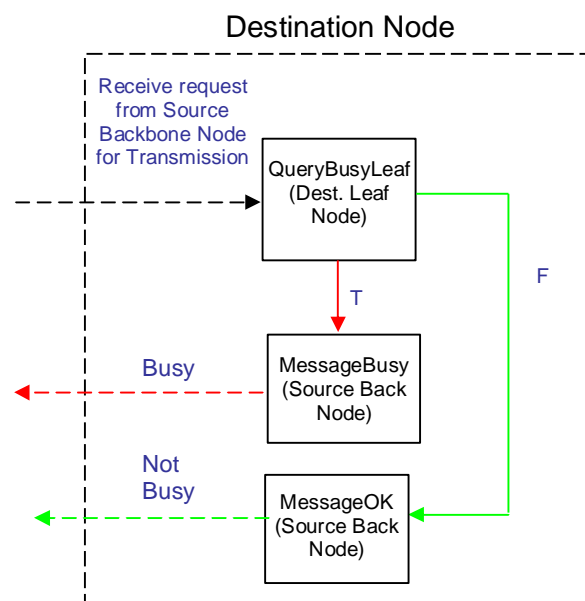 Destination Node
Receive request
from Source
Backbone Node
for Transmission
QueryBusyLeaf
(Dest. Leaf
Node)
T
F
Busy
MessageBusy
(Source Back
Node)
Not
Busy
MessageOK
(Source Back
Node)